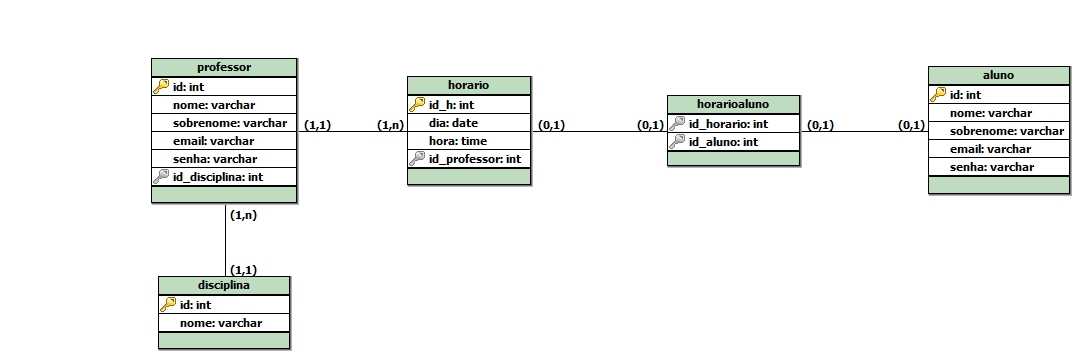 professor
id: int
nome: varchar
sobrenome: varchar
email: varchar
senha: varchar
id_disciplina: int
(1,1)
(1,n)
horario
id_h: int
dia: date
hora: time
id_professor: int
(0,1)
(0,1)
horarioaluno
id_horario: int
id_aluno: int
(0,1)
(0,1)
aluno
id: int
nome: varchar
sobrenome: varchar
email: varchar
senha: varchar
(1,n)
(1,1)
disciplina
id: int
nome: varchar